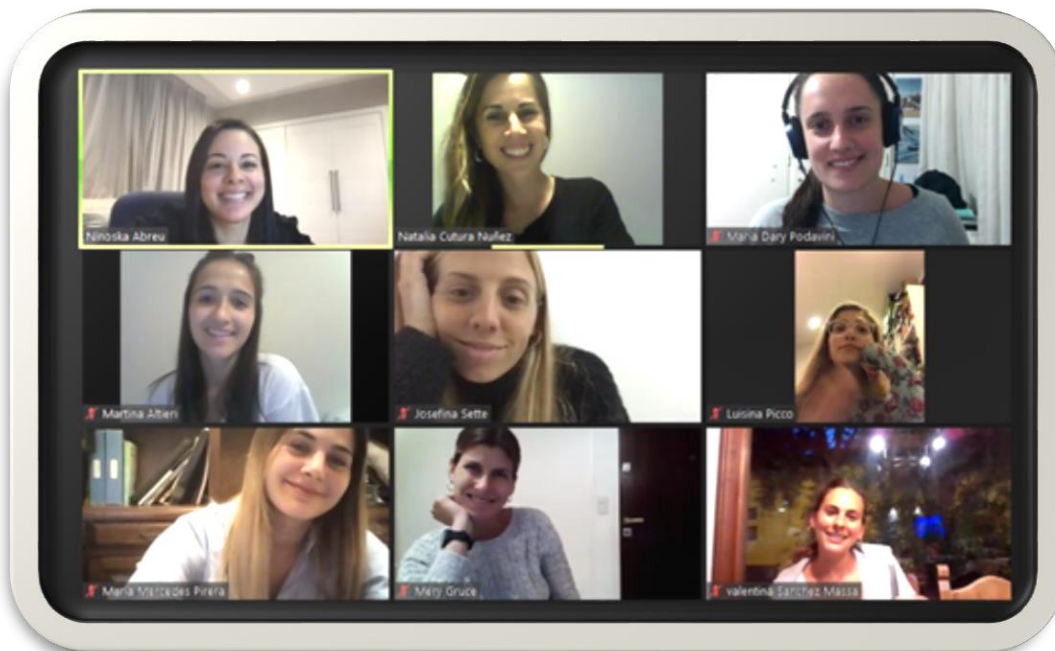 Ninoska Abreu
Natalia Cutura Nuñez
Maria Dary Podavini
Martina Altieri
Josefina Sette
Luisina Picco
Maria Mercedes Pirera
Mery Gruce
valentina Sanchez Massa